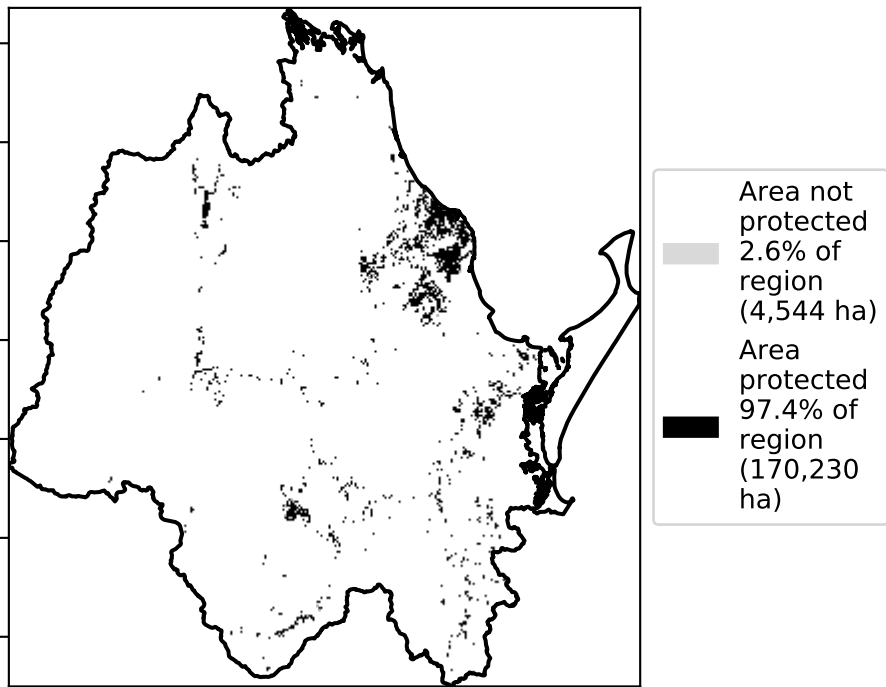 Area not
protected
2.6% of
region
(4,544 ha)
Area
protected
97.4% of
region
(170,230
ha)